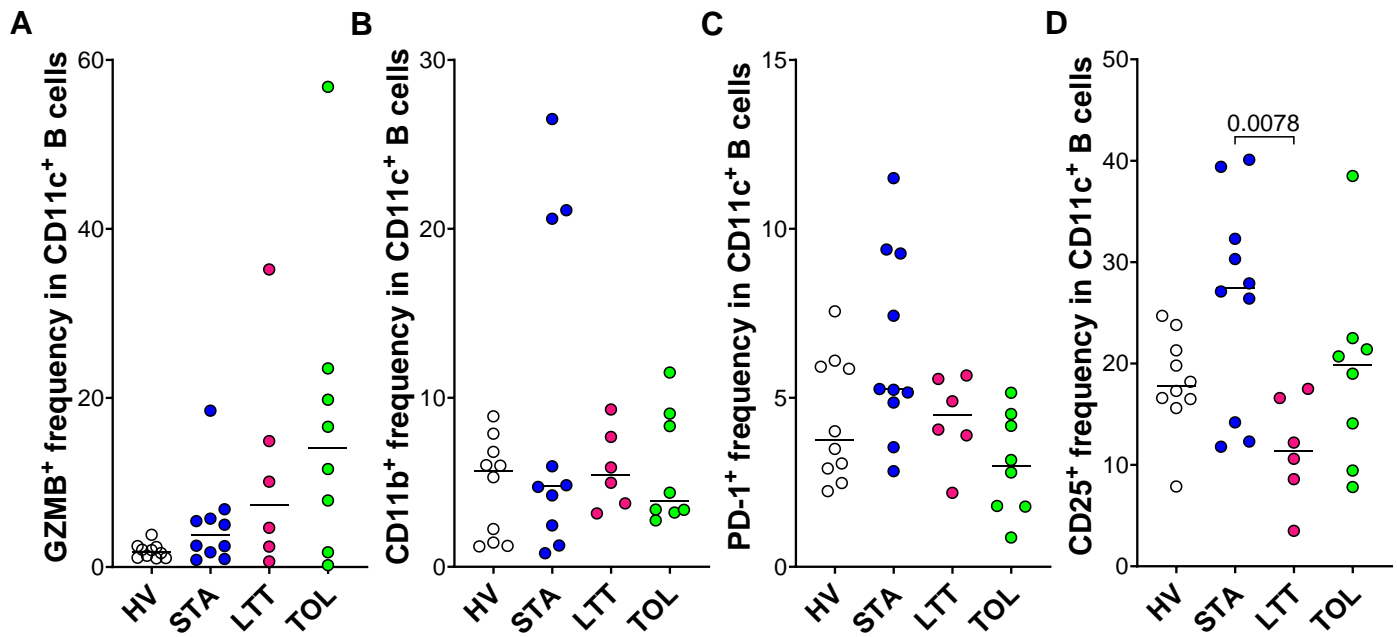 A
GZMB⁺ frequency in CD11c⁺ B cells
60
40
20
0
HV
STA
LTT
TOL
B
CD11b⁺ frequency in CD11c⁺ B cells
30
20
10
0
HV
STA
LTT
TOL
C
PD-1⁺ frequency in CD11c⁺ B cells
15
10
5
0
HV
STA
LTT
TOL
D
CD25⁺ frequency in CD11c⁺ B cells
50
40
30
20
10
0
0.0078
HV
STA
LTT
TOL